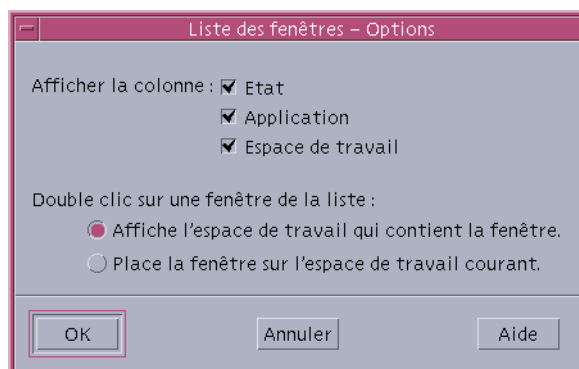 Liste des fenêtres – Options
Afficher la colonne : Etat
Application
Espace de travail
Double clic sur une fenêtre de la liste :
Affiche l'espace de travail qui contient la fenêtre.
Place la fenêtre sur l'espace de travail courant.
OK Annuler Aide